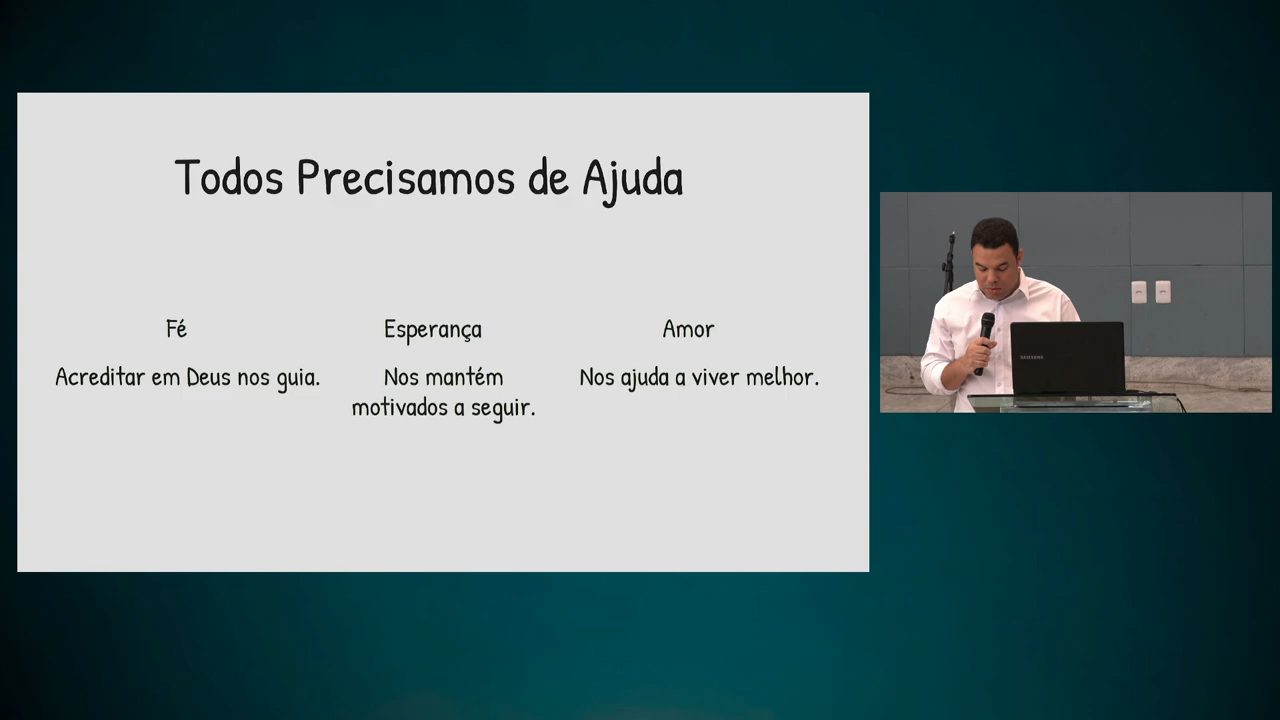 Todos Precisamos de Ajuda
Fé
Acreditar em Deus nos guia.
Esperança
Nos mantém
motivados a seguir.
Amor
Nos ajuda a viver melhor.
SAMSUNG